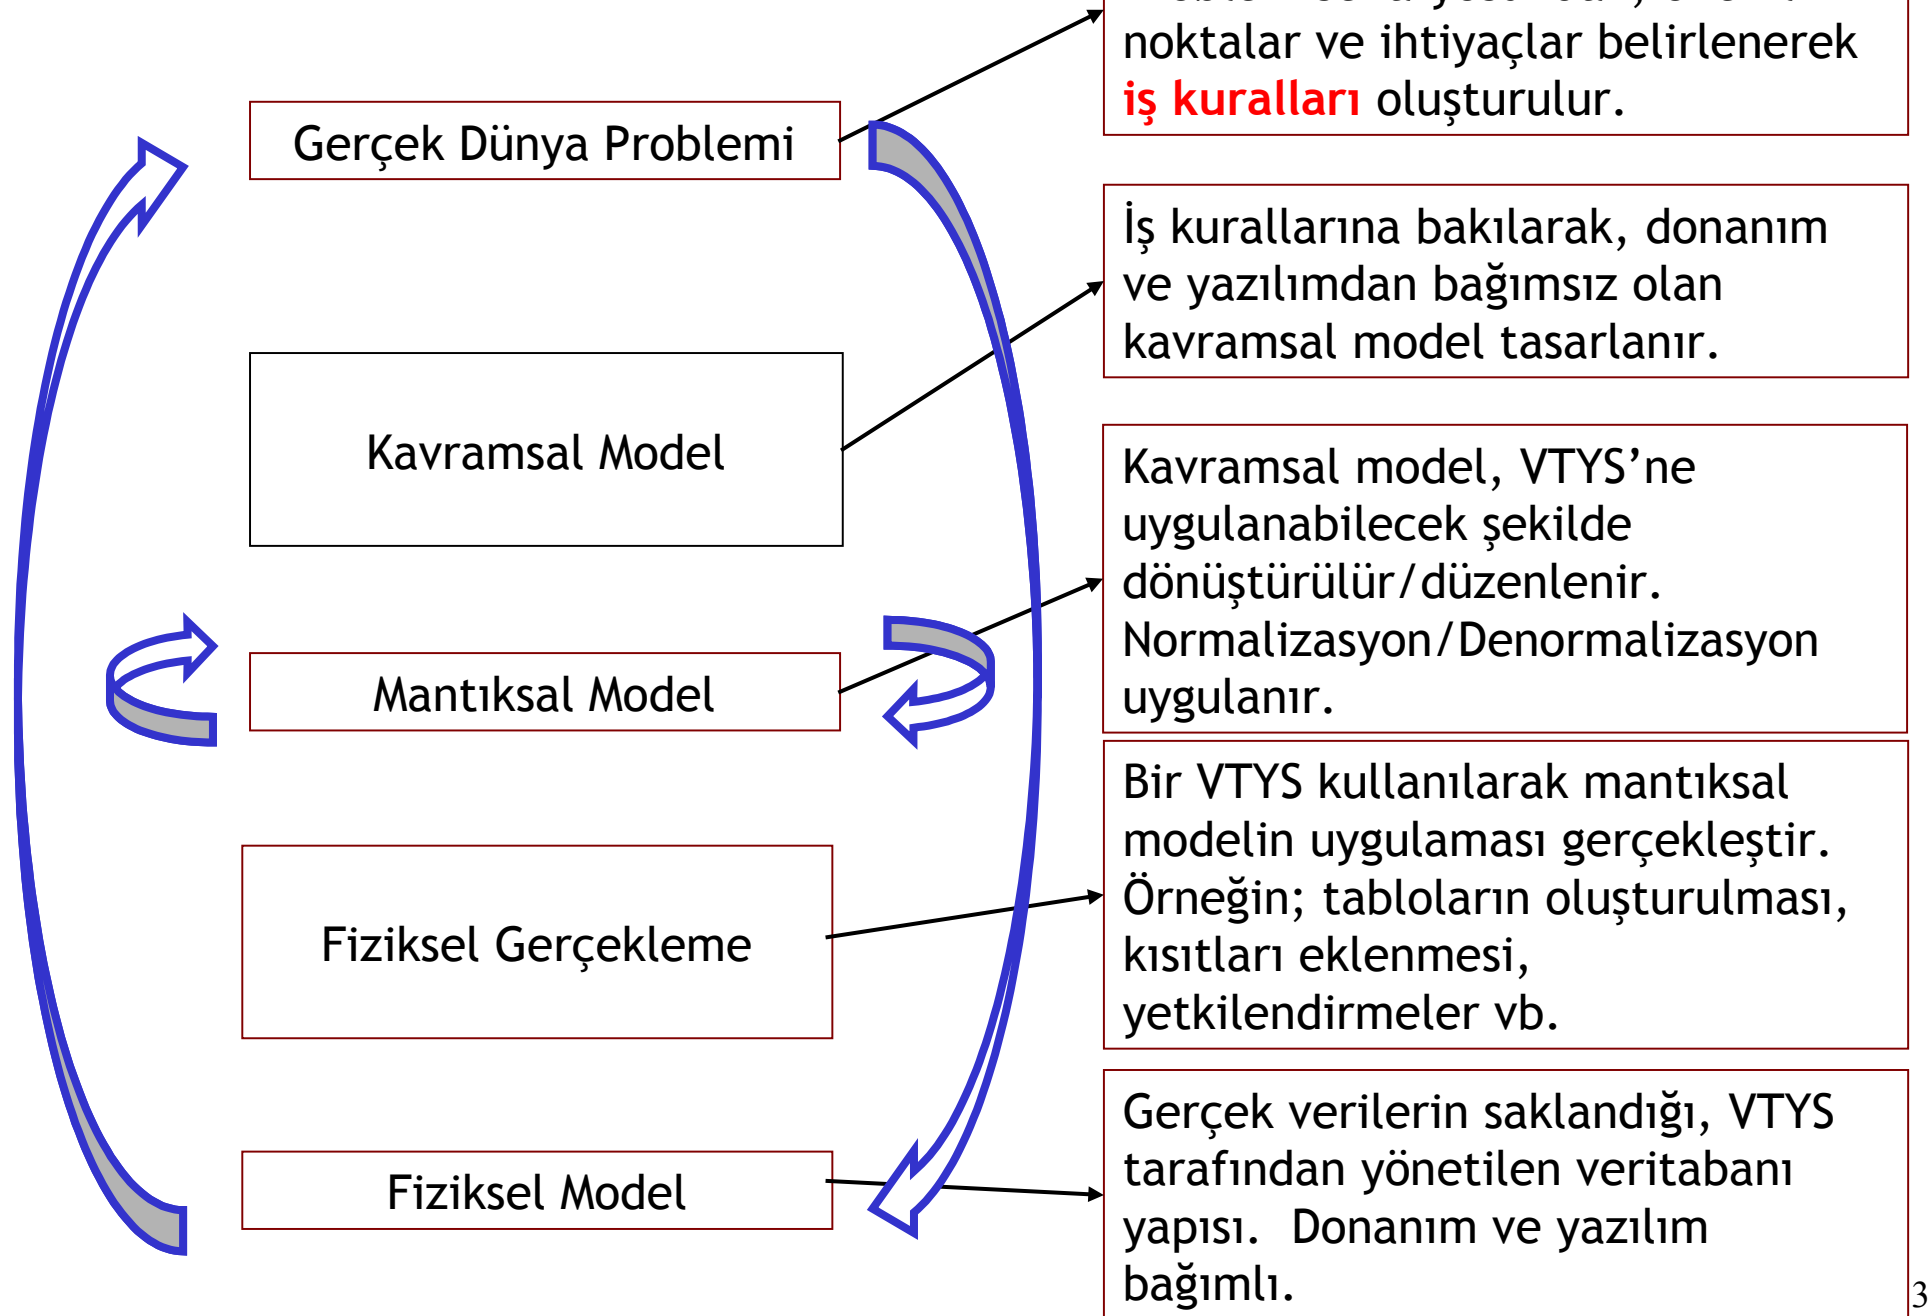 noktalar ve ihtiyaçlar belirlenerek
iş kuralları oluşturulur.
Gerçek Dünya Problemi
İş kurallarına bakılarak, donanım
ve yazılımdan bağımsız olan
kavramsal model tasarlanır.
Kavramsal Model
Kavramsal model, VTYS’ne
uygulanabilecek şekilde
dönüştürülür/düzenlenir.
Normalizasyon/Denormalizasyon
uygulanır.
Mantıksal Model
Bir VTYS kullanılarak mantıksal
modelin uygulaması gerçekleştir.
Örneğin; tabloların oluşturulması,
kısıtları eklenmesi,
yetkilendirmeler vb.
Fiziksel Gerçekleme
Gerçek verilerin saklandığı, VTYS
tarafından yönetilen veritabanı
yapısı. Donanım ve yazılım
bağımlı.
Fiziksel Model
3